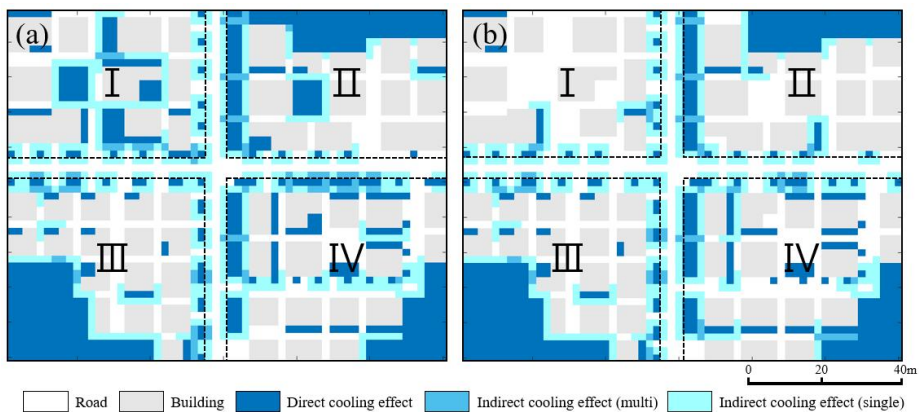 (a)
I
II
III
IV
(b)
I
II
III
IV
0 20 40m
Road Building Direct cooling effect Indirect cooling effect (multi) Indirect cooling effect (single)